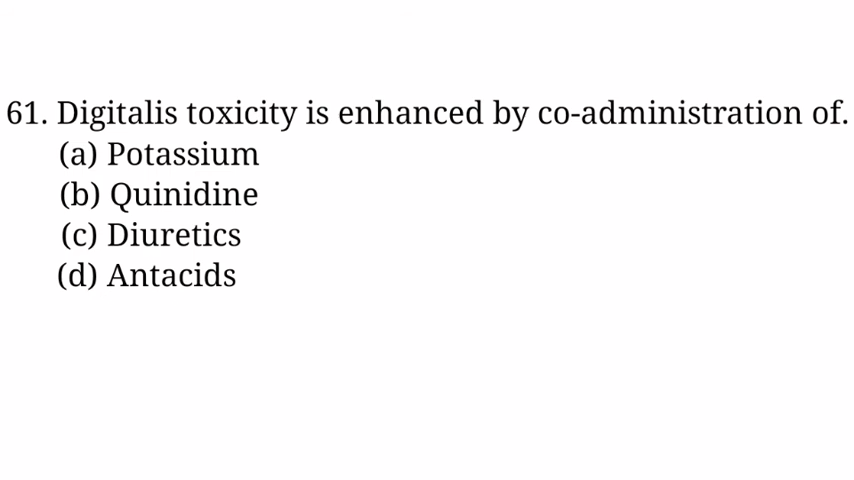 61. Digitalis toxicity is enhanced by co-administration of.
(a) Potassium
(b) Quinidine
(c) Diuretics
(d) Antacids